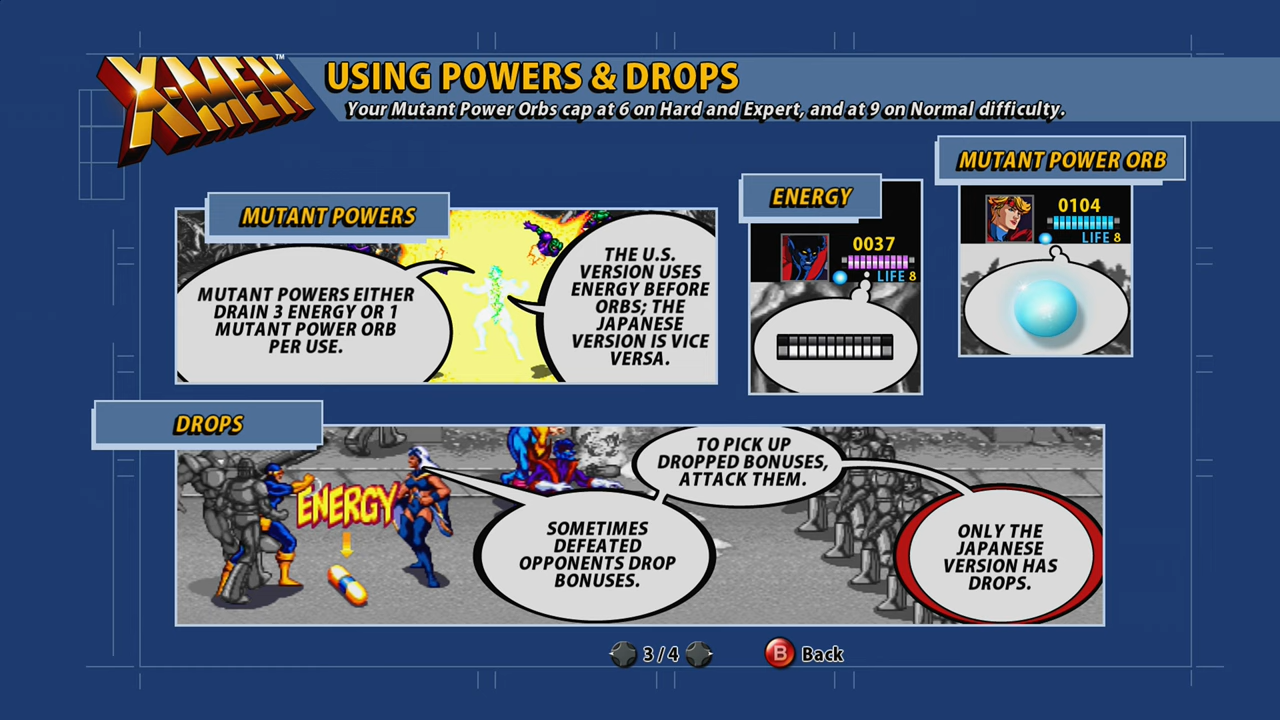 X-MEN™
USING POWERS & DROPS
Your Mutant Power Orbs cap at 6 on Hard and Expert, and at 9 on Normal difficulty.
MUTANT POWERS
MUTANT POWERS EITHER
DRAIN 3 ENERGY OR 1
MUTANT POWER ORB
PER USE.
THE U.S.
VERSION USES
ENERGY BEFORE
ORBS; THE
JAPANESE
VERSION IS VICE
VERSA.
ENERGY
0037
LIFE 8
MUTANT POWER ORB
0104
LIFE 8
DROPS
ENERGY
SOMETIMES
DEFEATED
OPPONENTS DROP
BONUSES.
TO PICK UP
DROPPED BONUSES,
ATTACK THEM.
ONLY THE
JAPANESE
VERSION HAS
DROPS.
3 / 4
B Back